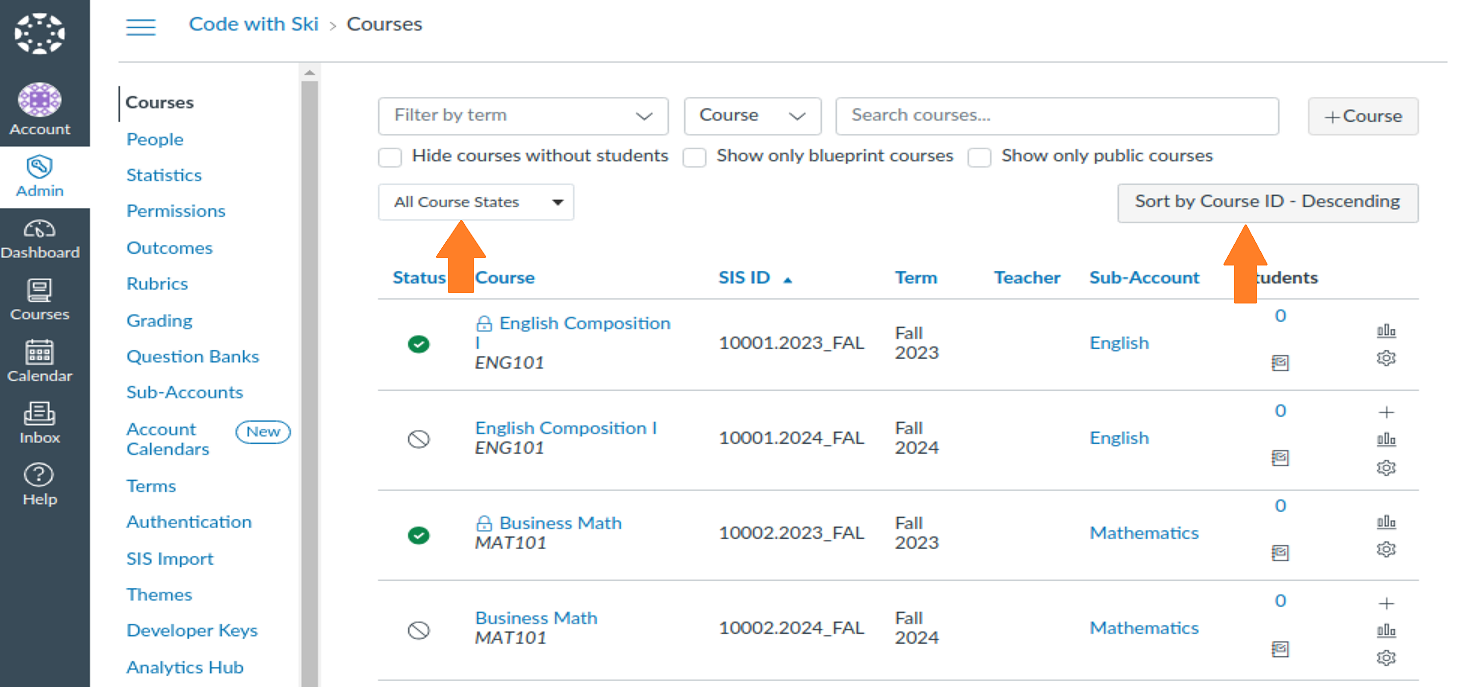 Code with Ski > Courses
Account
Admin
Dashboard
Courses
Calendar
Inbox
Help
Courses
People
Statistics
Permissions
Outcomes
Rubrics
Grading
Question Banks
Sub-Accounts
Account
Calendars
New
Terms
Authentication
SIS Import
Themes
Developer Keys
Analytics Hub
Filter by term
Course
Search courses...
+Course
Hide courses without students
Show only blueprint courses
Show only public courses
All Course States
Sort by Course ID - Descending
Status Course SIS ID Term Teacher Sub-Account
English Composition
I
ENG101
10001.2023_FAL
Fall
2023
English
0
English Composition I
ENG101
10001.2024_FAL
Fall
2024
English
0
Business Math
MAT101
10002.2023_FAL
Fall
2023
Mathematics
0
Business Math
MAT101
10002.2024_FAL
Fall
2024
Mathematics
0